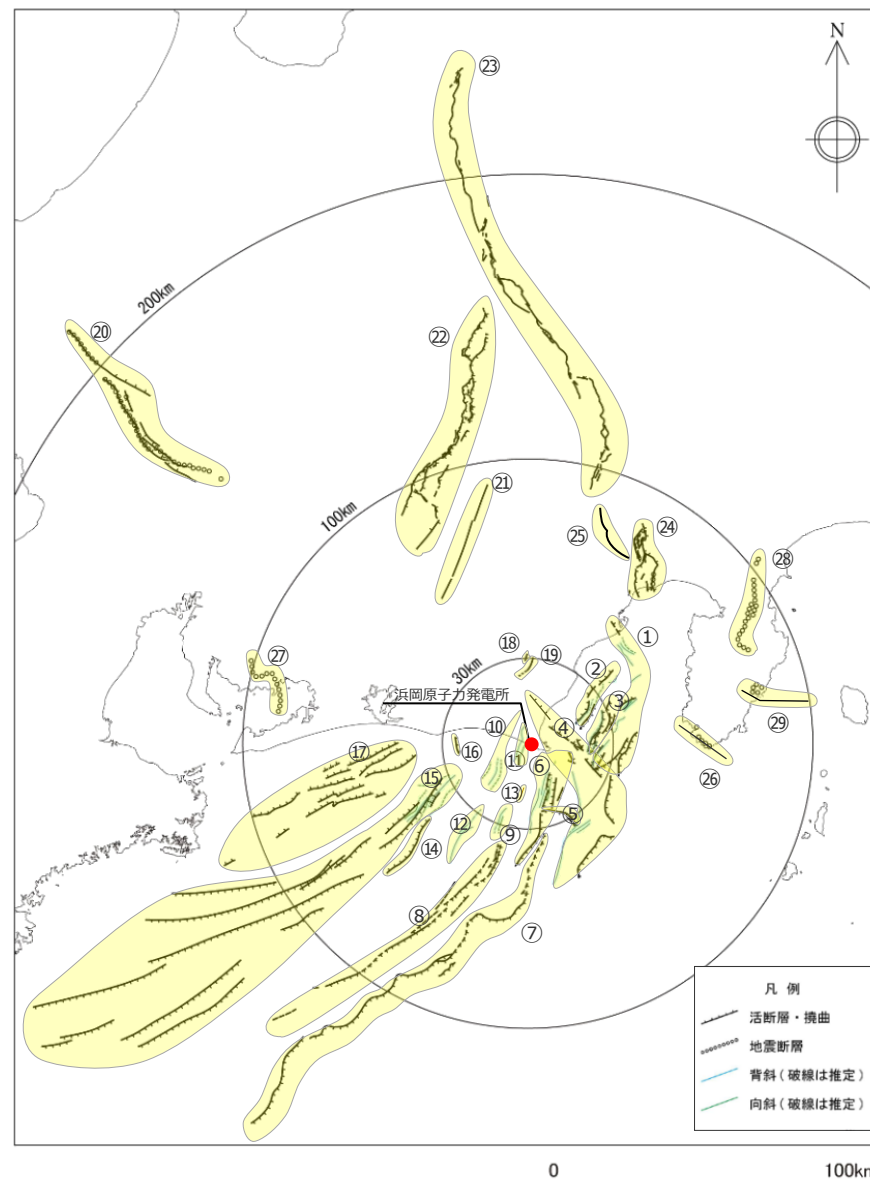 ㉓
N
200km
⑳
㉒
㉑
100km
㉕
㉔
㉘
①
⑱
⑲
30km
②
㉗
浜岡原子力発電所
③
㉙
⑩
④
⑰
⑯
⑪
⑥
㉖
⑮
⑬
⑤
⑫
⑨
⑭
⑧
⑦
凡 例
活断層・撓曲
地震断層
背斜(破線は推定)
向斜(破線は推定)
0 100km